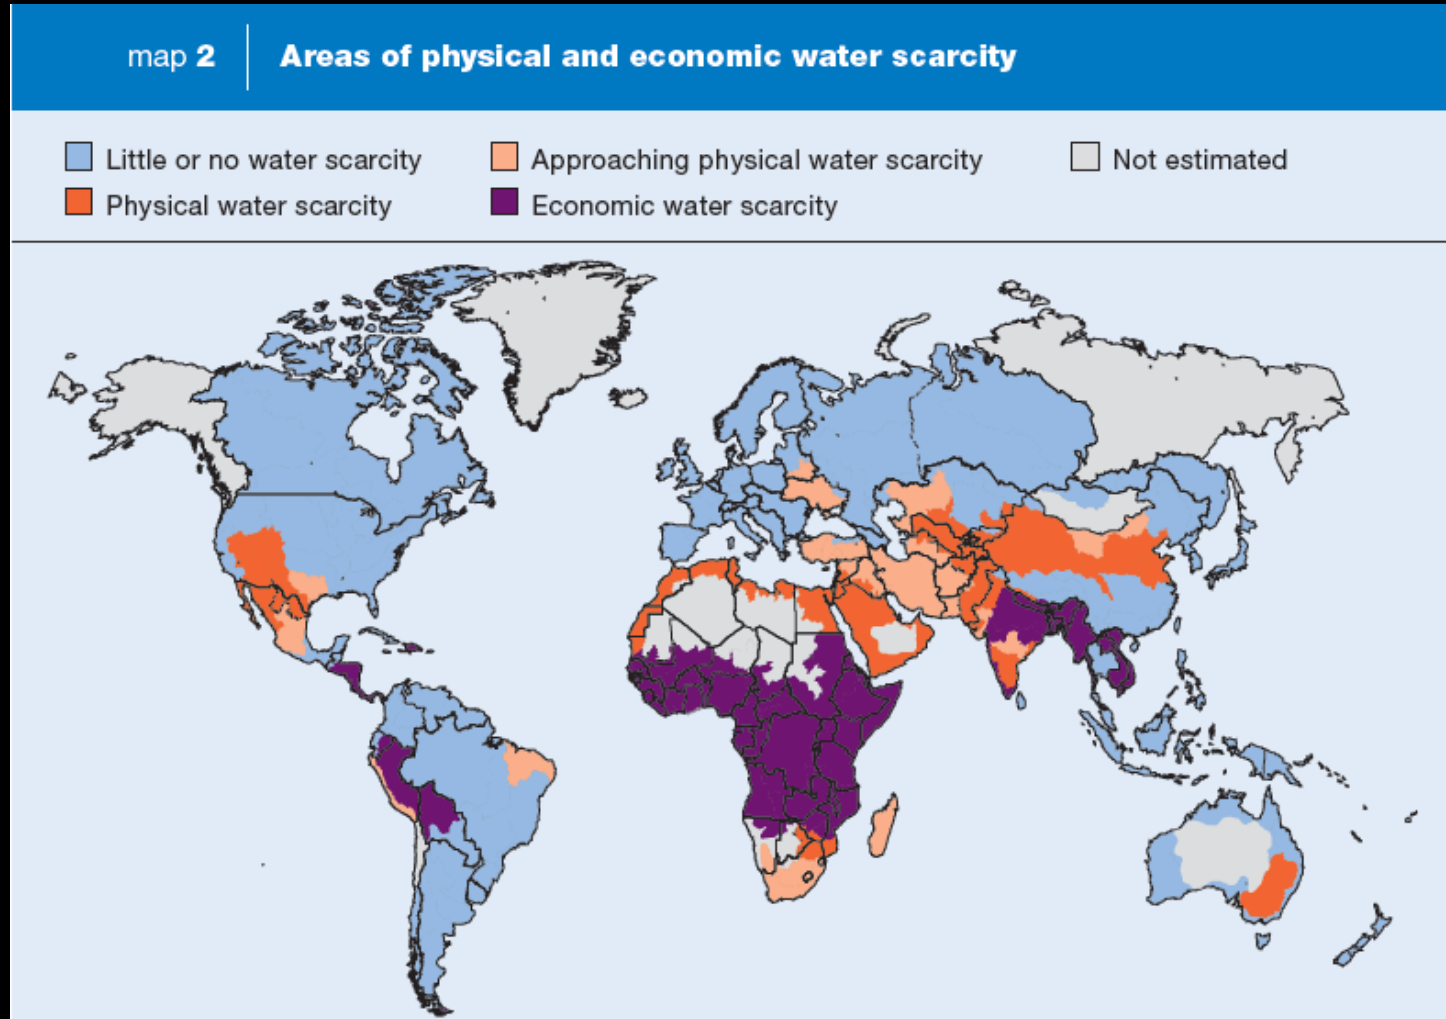 map 2 Areas of physical and economic water scarcity
Little or no water scarcity Approaching physical water scarcity Not estimated
Physical water scarcity Economic water scarcity